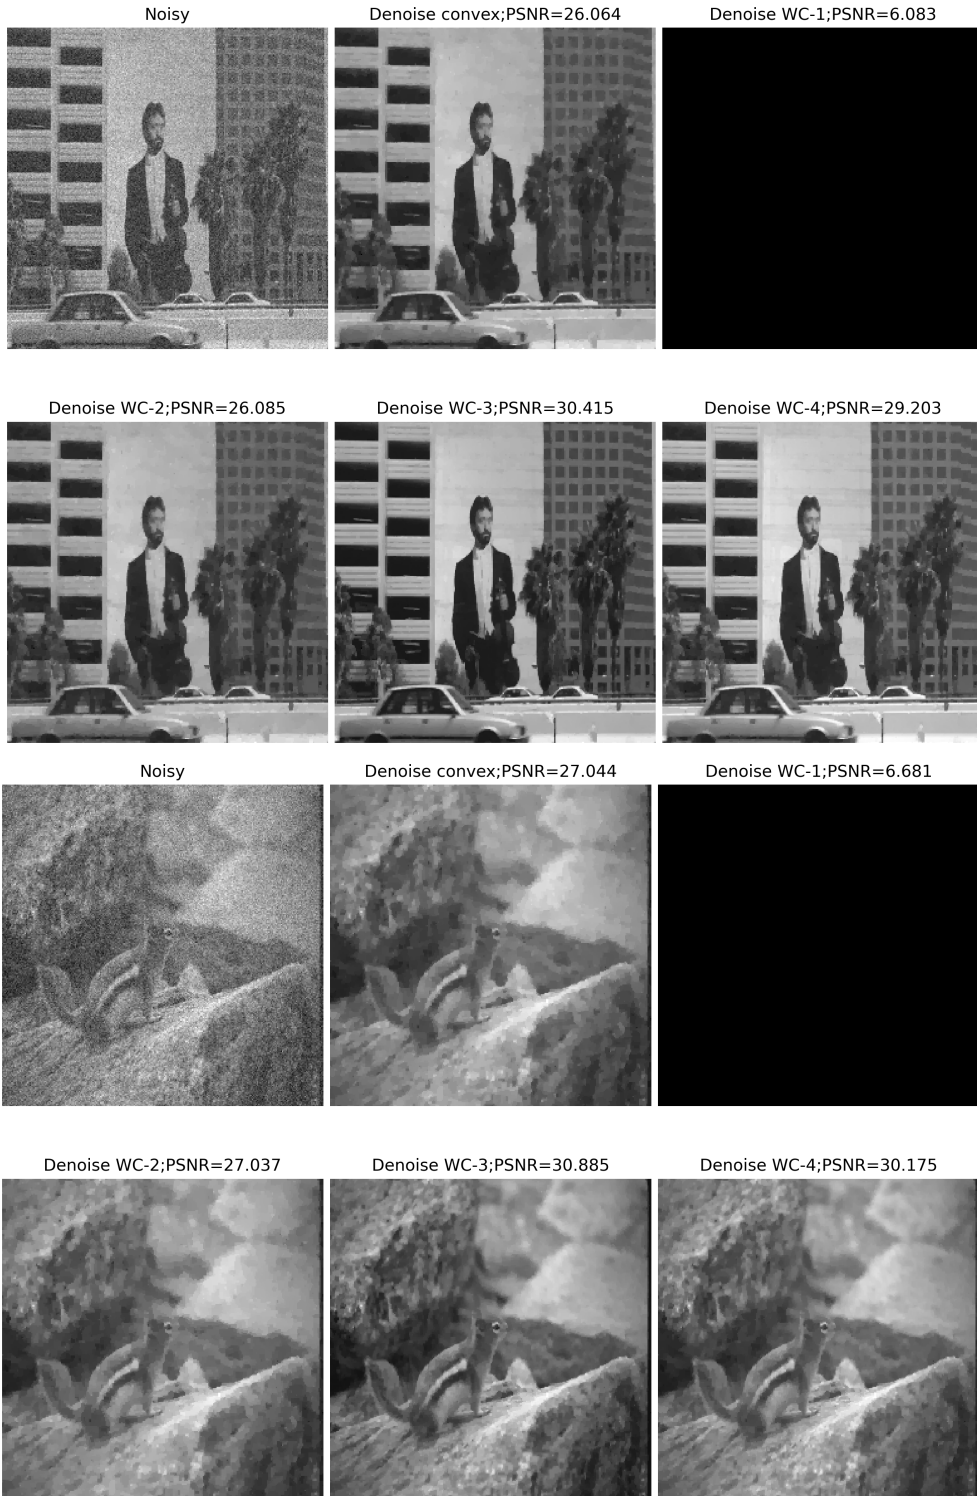 Noisy
Denoise convex;PSNR=26.064
Denoise WC-1;PSNR=6.083
Denoise WC-2;PSNR=26.085
Denoise WC-3;PSNR=30.415
Denoise WC-4;PSNR=29.203
Noisy
Denoise convex;PSNR=27.044
Denoise WC-1;PSNR=6.681
Denoise WC-2;PSNR=27.037
Denoise WC-3;PSNR=30.885
Denoise WC-4;PSNR=30.175